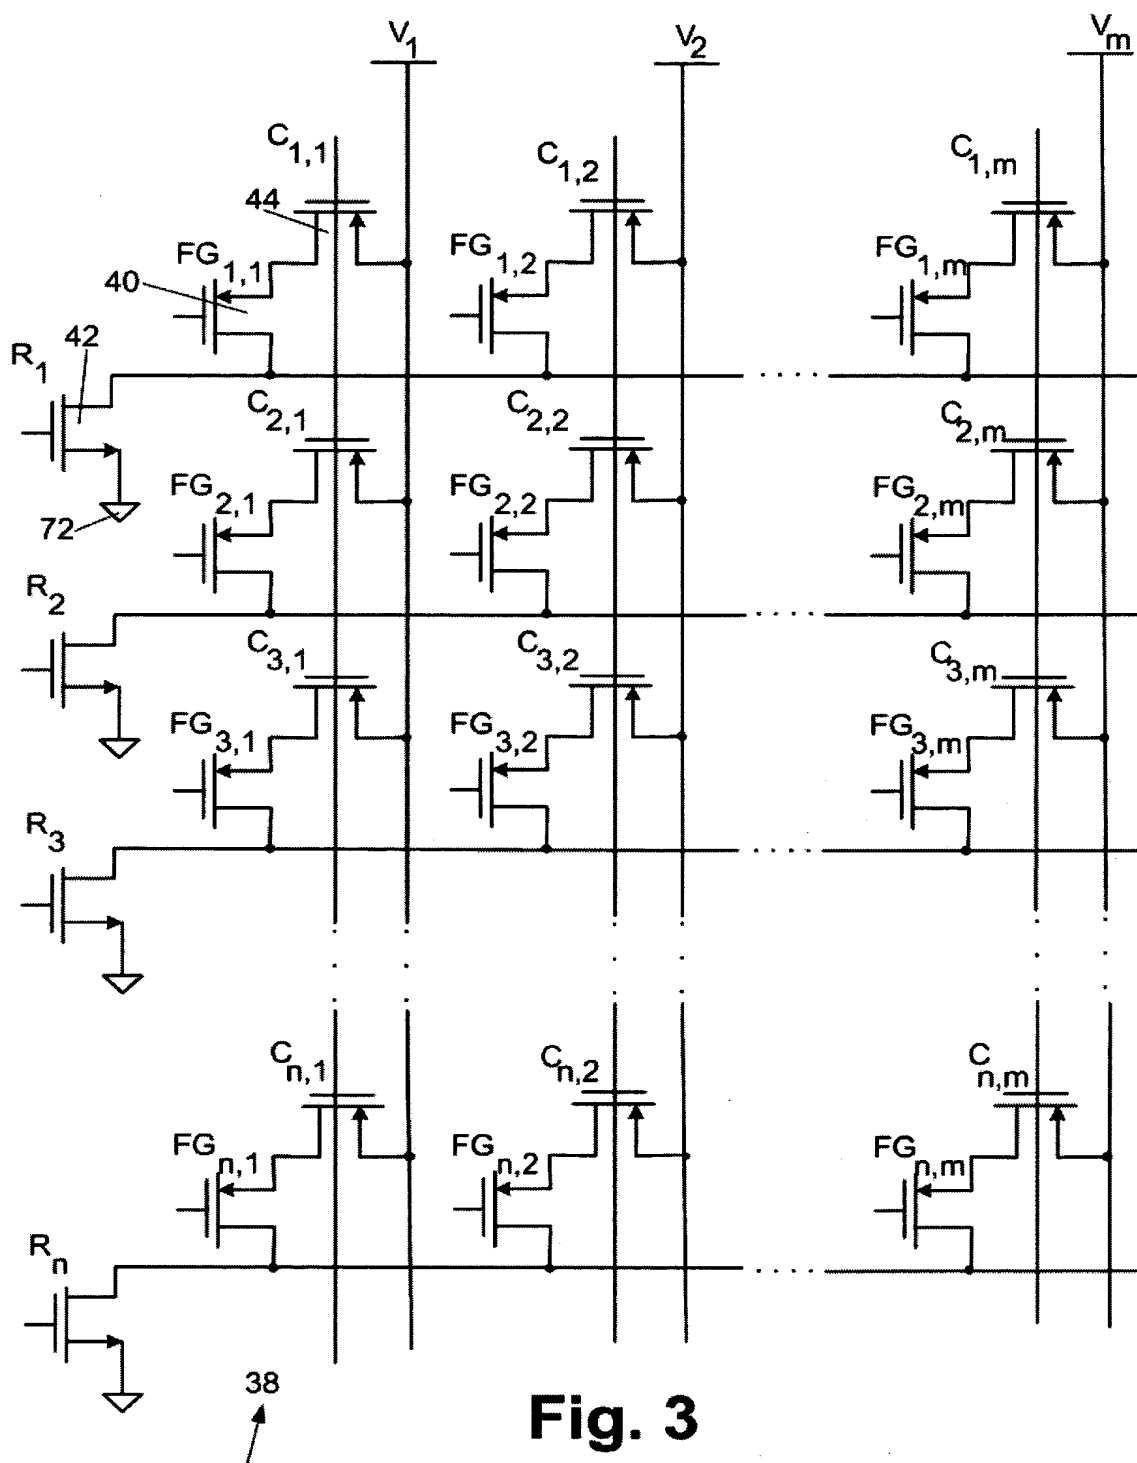 V1 V2 Vm
C1,1 C1,2 C1,m
44
FG1,1 FG1,2 FG1,m
40
R1 42
C2,1 C2,2 C2,m
FG2,1 FG2,2 FG2,m
72
R2
C3,1 C3,2 C3,m
FG3,1 FG3,2 FG3,m
R3
Cn,1 Cn,2 Cn,m
FGn,1 FGn,2 FGn,m
Rn
38
Fig. 3